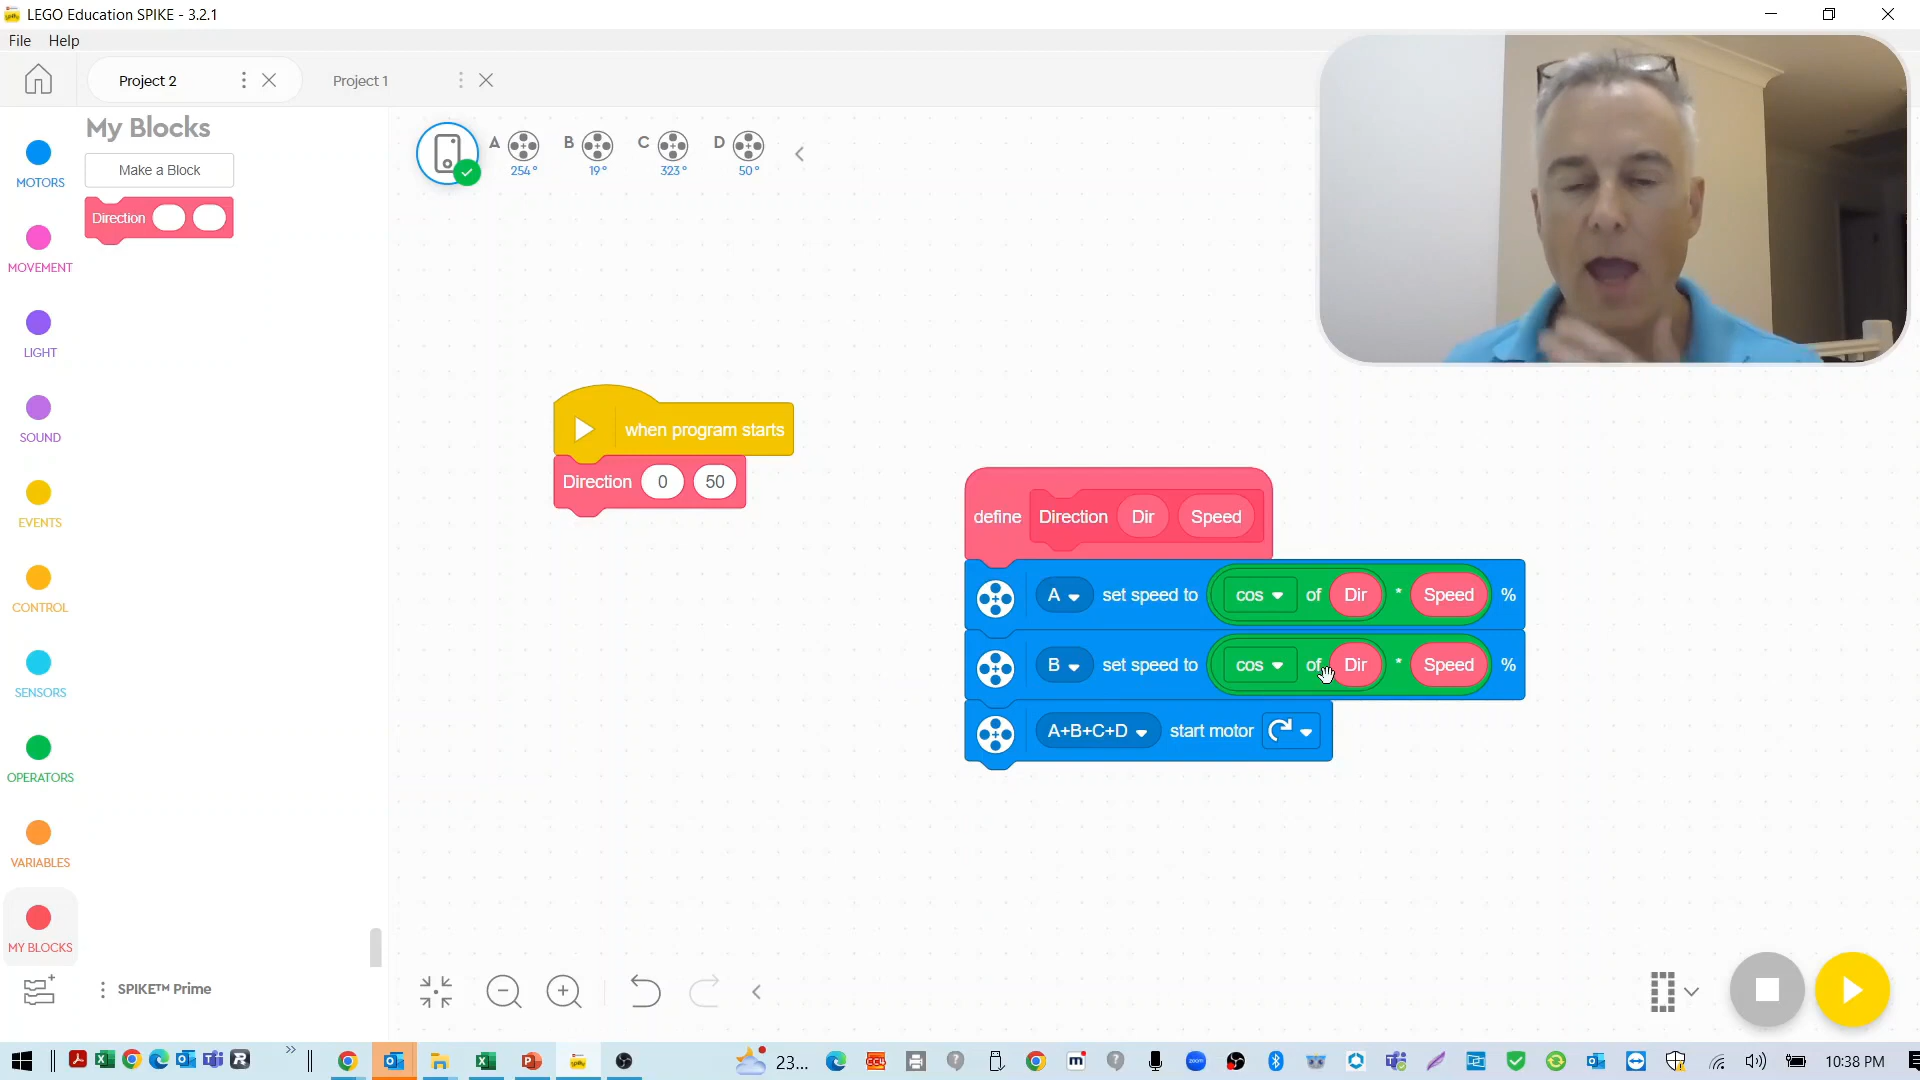 LEGO Education SPIKE - 3.2.1
File Help
Project 2
Project 1
My Blocks
Make a Block
Direction
MOTORS
MOVEMENT
LIGHT
SOUND
EVENTS
CONTROL
SENSORS
OPERATORS
VARIABLES
MY BLOCKS
A B C D
254° 19° 323° 50°
when program starts
Direction 0 50
define Direction Dir Speed
A set speed to cos of Dir * Speed %
B set speed to cos of Dir * Speed %
A+B+C+D start motor
SPIKE™ Prime
23...
10:38 PM